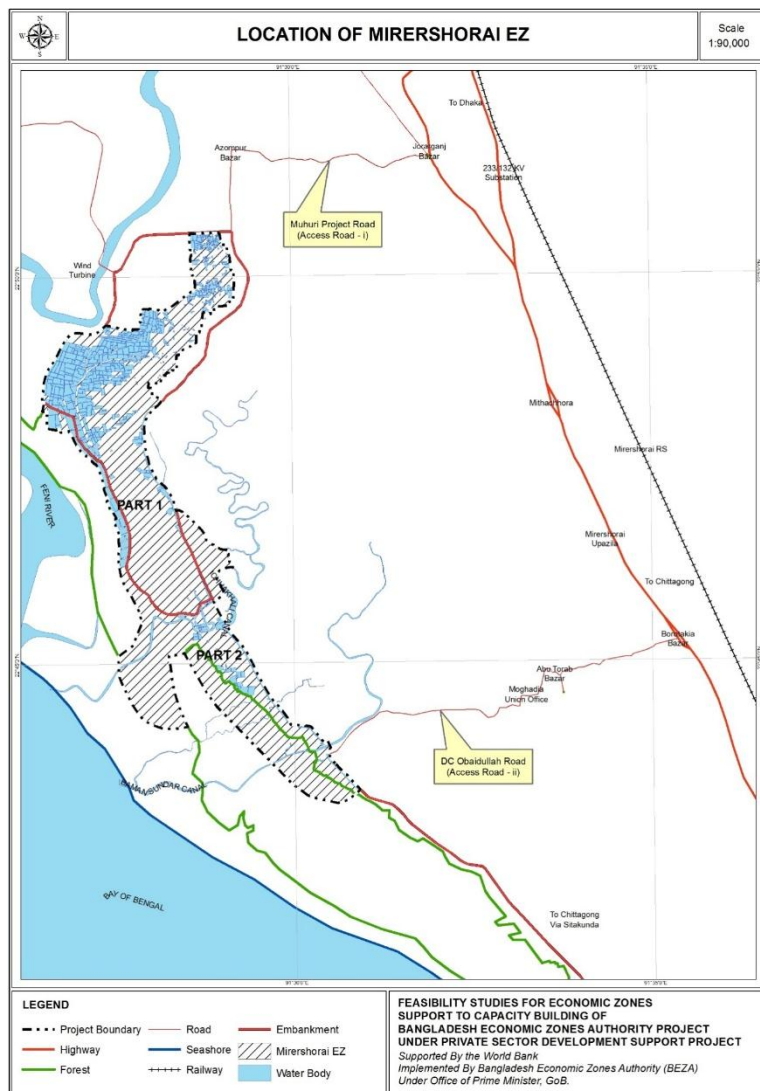 N
W E
S
LOCATION OF MIRERSHORAI EZ
Scale
1:90,000
To Dhaka
Azompur
Bazar
Jorarganj
Bazar
233/132 KV
Substation
Muhuri Project Road
(Access Road - i)
Wind
Turbine
Mithachhora
Mirershorai RS
FENI RIVER
PART 1
Mirershorai
Upazila
To Chittagong
PART 2
Abu Torab
Bazar
Moghadia
Union Office
DC Obaidullah Road
(Access Road - ii)
BAMAN SUNDAR CANAL
BAY OF BENGAL
To Chittagong
Via Sitakunda
LEGEND
Project Boundary
Road
Embankment
Highway
Seashore
Mirershorai EZ
Forest
Railway
Water Body
FEASIBILITY STUDIES FOR ECONOMIC ZONES
SUPPORT TO CAPACITY BUILDING OF
BANGLADESH ECONOMIC ZONES AUTHORITY PROJECT
UNDER PRIVATE SECTOR DEVELOPMENT SUPPORT PROJECT
Supported By the World Bank
Implemented By Bangladesh Economic Zones Authority (BEZA)
Under Office of Prime Minister, GoB.